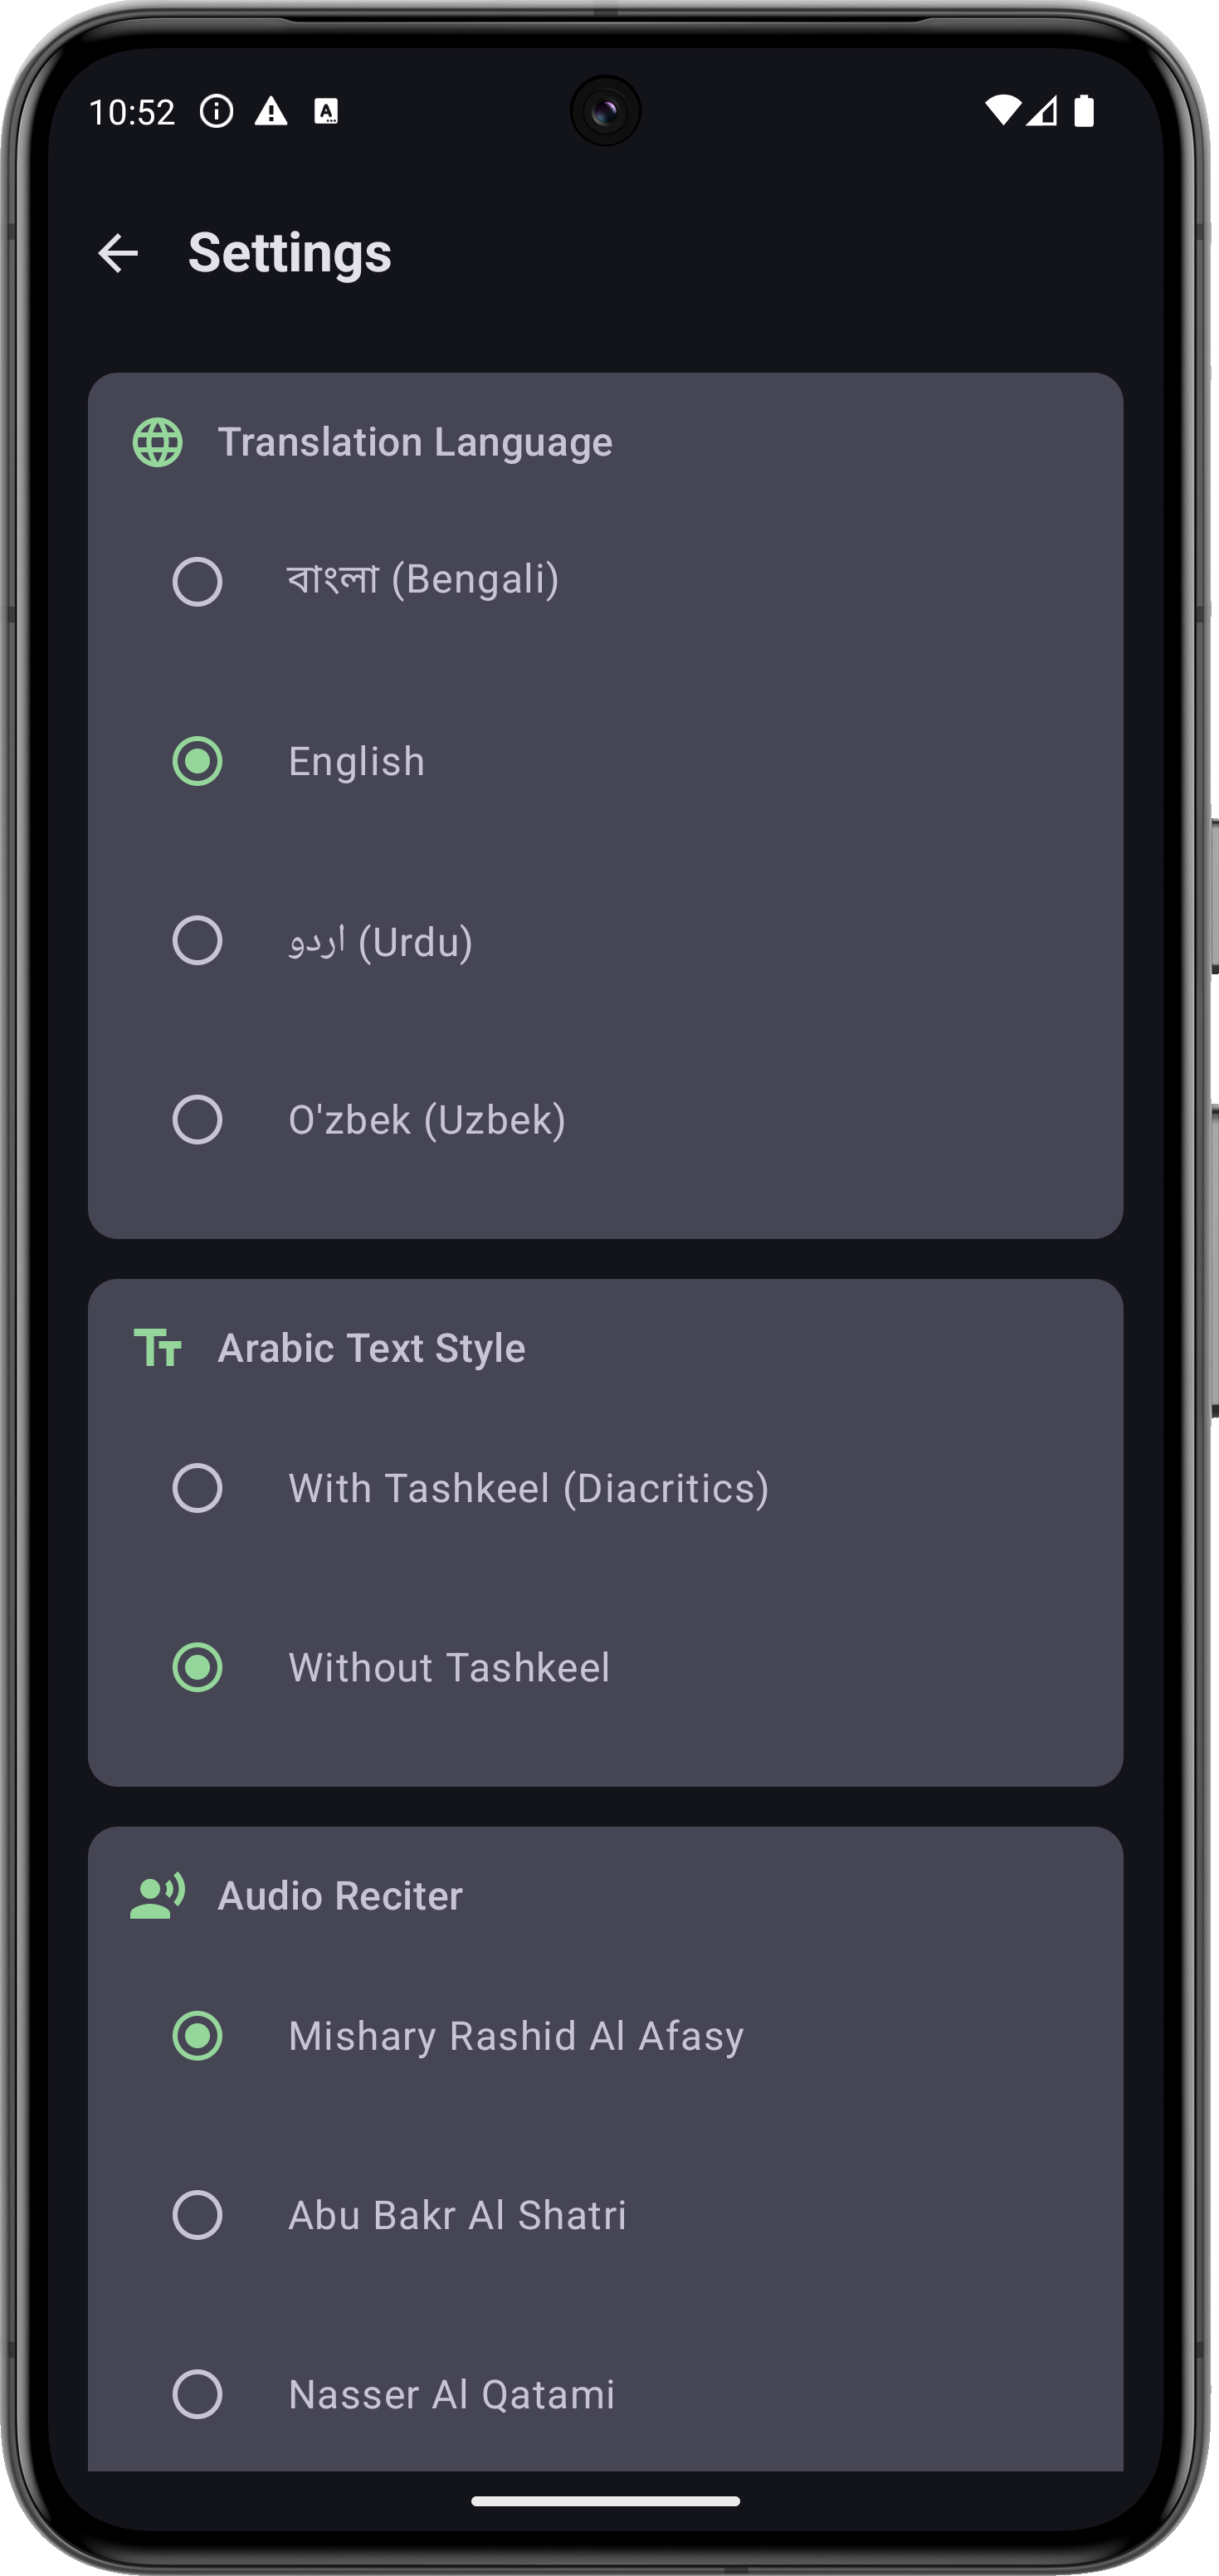 10:52
Settings
Translation Language
বাংলা (Bengali)
English
اردو (Urdu)
O'zbek (Uzbek)
Arabic Text Style
With Tashkeel (Diacritics)
Without Tashkeel
Audio Reciter
Mishary Rashid Al Afasy
Abu Bakr Al Shatri
Nasser Al Qatami